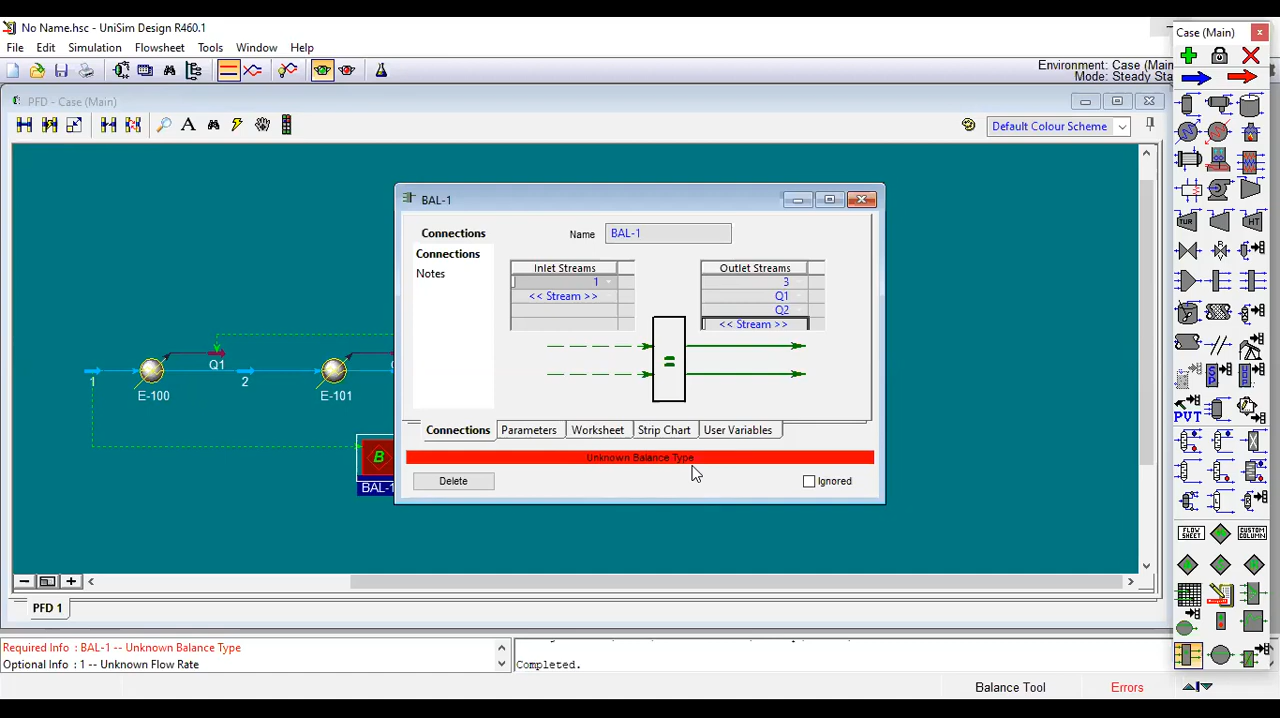 No Name.hsc - UniSim Design R460.1
Case (Main)
File Edit Simulation Flowsheet Tools Window Help
Environment: Case (Main
Mode: Steady Sta
PFD - Case (Main)
A
Default Colour Scheme
BAL-1
Connections
Connections
Notes
Name BAL-1
Inlet Streams
1
<< Stream >>
Outlet Streams
3
Q1
Q2
<< Stream >>
=
Connections Parameters Worksheet Strip Chart User Variables
Unknown Balance Type
Delete
Ignored
1
E-100
Q1
2
E-101
B
BAL-1
TUR
HT
SP
PVT
FLOW SHEET
CUSTOM COLUMN
PFD 1
Required Info : BAL-1 -- Unknown Balance Type
Optional Info : 1 -- Unknown Flow Rate
Completed.
Balance Tool
Errors